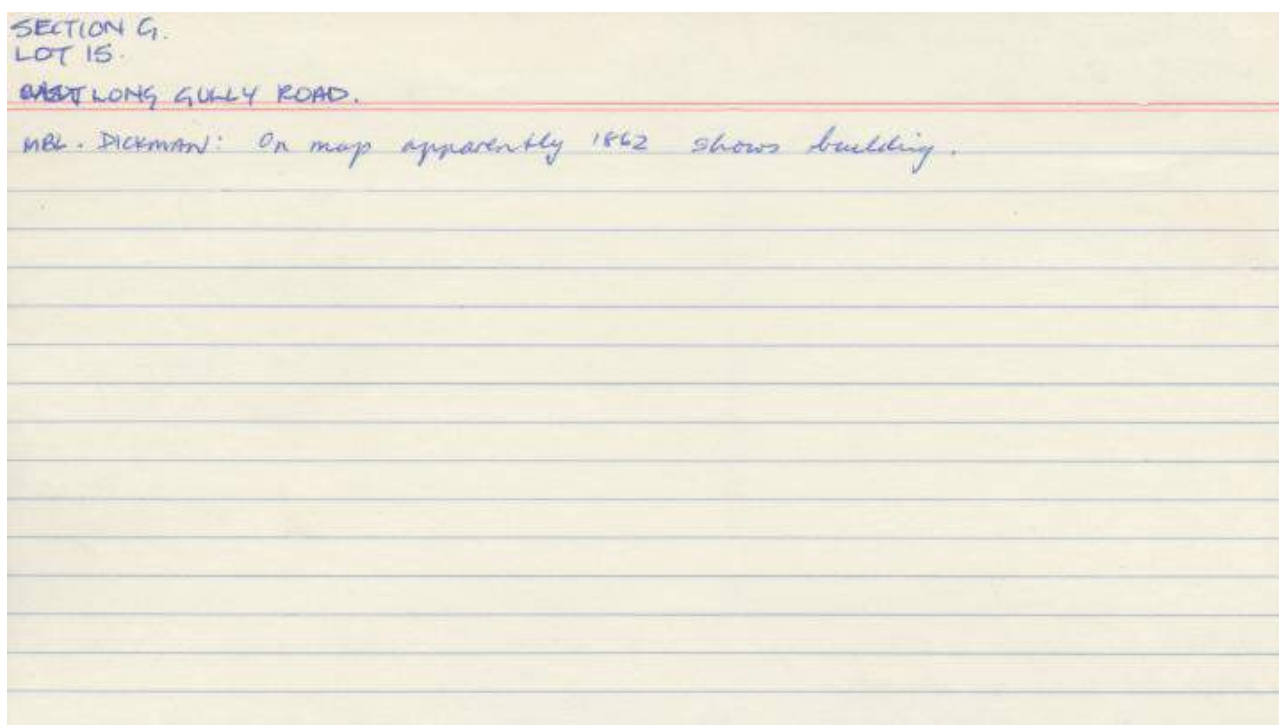 SECTION G.
LOT 15.
LONG GULLY ROAD.
MBL. DICKMAN: On map apparently 1862 shows building.